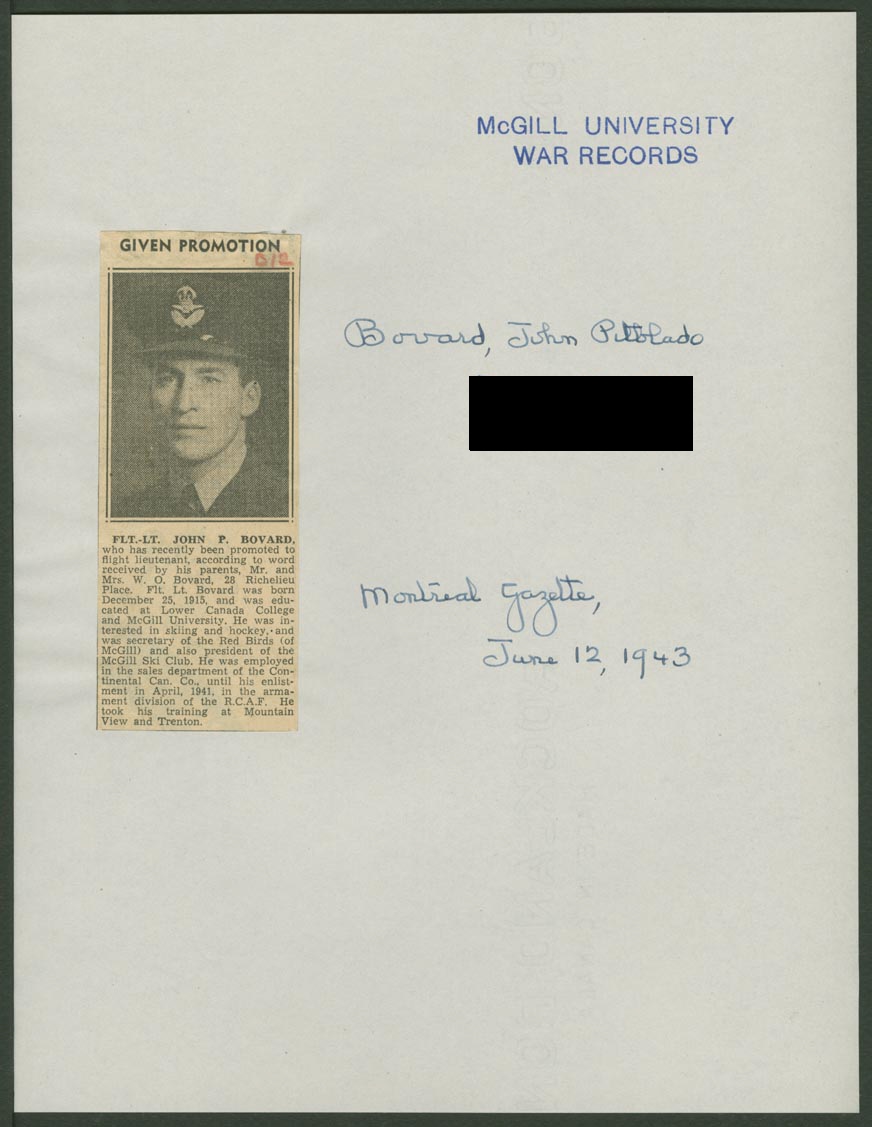 McGILL UNIVERSITY
WAR RECORDS
GIVEN PROMOTION
D/2
Bovard, John Pitblado
FLT.-LT. JOHN P. BOVARD,
who has recently been promoted to
flight lieutenant, according to word
received by his parents, Mr. and
Mrs. W. O. Bovard, 28 Richelieu
Place. Flt. Lt. Bovard was born
December 25, 1915, and was edu-
cated at Lower Canada College
and McGill University. He was in-
terested in skiing and hockey, and
was secretary of the Red Birds (of
McGill) and also president of the
McGill Ski Club. He was employed
in the sales department of the Con-
tinental Can. Co., until his enlist-
ment in April, 1941, in the arma-
ment division of the R.C.A.F. He
took his training at Mountain
View and Trenton.
Montreal Gazette,
June 12, 1943